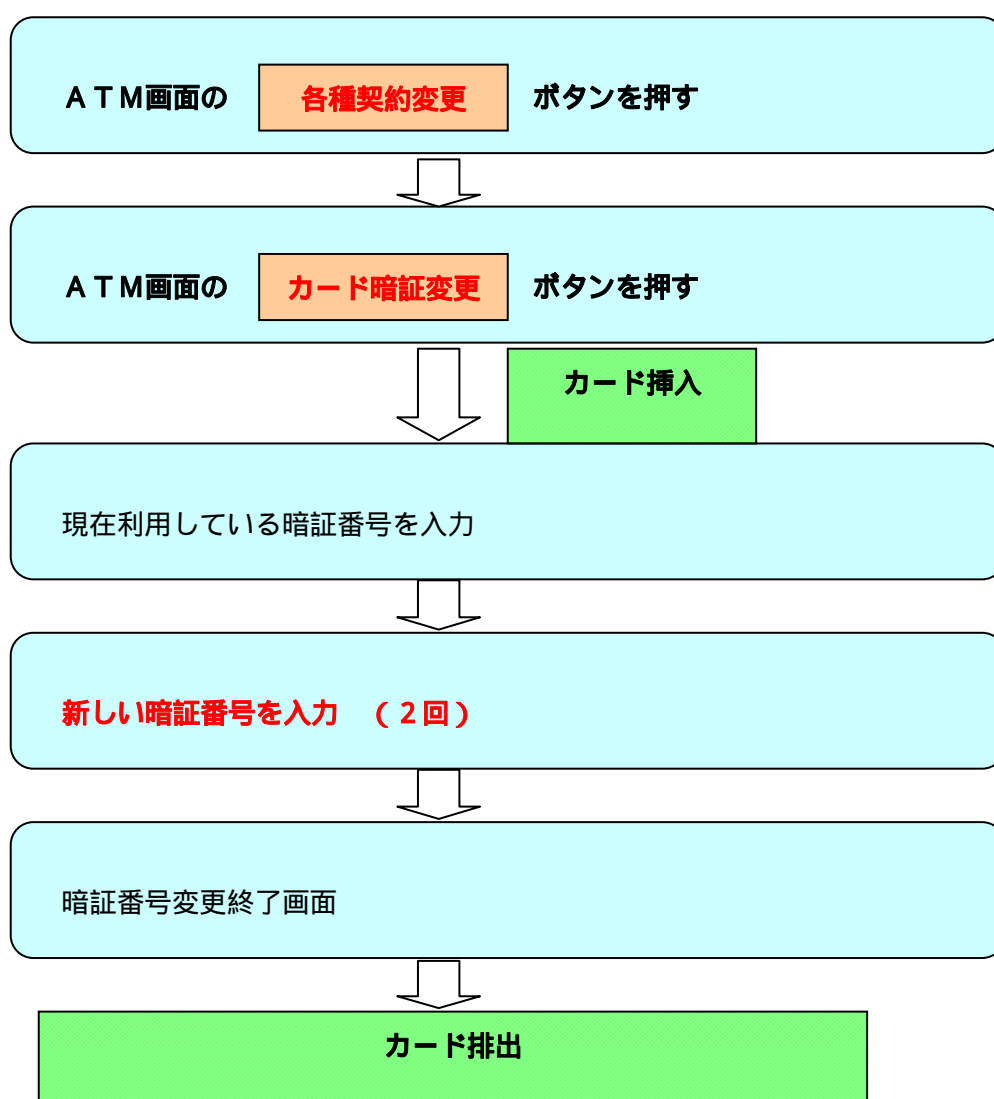 ＡＴＭ画面の 各種契約変更 ボタンを押す
ＡＴＭ画面の カード暗証変更 ボタンを押す
カード挿入
現在利用している暗証番号を入力
新しい暗証番号を入力　（２回）
暗証番号変更終了画面
カード排出